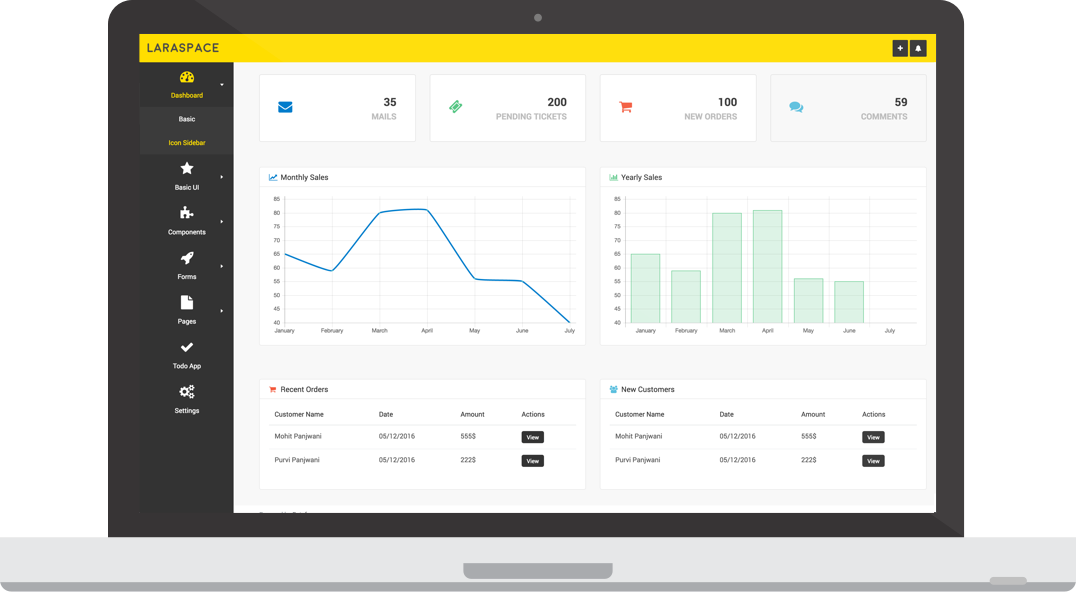 LARASPACE
Dashboard
Basic
Icon Sidebar
Basic UI
Components
Forms
Pages
Todo App
Settings
35
MAILS
200
PENDING TICKETS
100
NEW ORDERS
59
COMMENTS
Monthly Sales
85
80
75
70
65
60
55
50
45
40
January February March April May June July
Yearly Sales
85
80
75
70
65
60
55
50
45
40
January February March April May June July
Recent Orders
Customer Name Date Amount Actions
Mohit Panjwani 05/12/2016 555$ View
Purvi Panjwani 05/12/2016 222$ View
New Customers
Customer Name Date Amount Actions
Mohit Panjwani 05/12/2016 555$ View
Purvi Panjwani 05/12/2016 222$ View